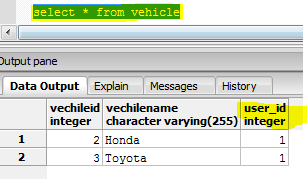 select * from vehicle
Output pane
Data Output Explain Messages History
vechileid vechilename user_id
integer character varying(255) integer
1 2 Honda 1
2 3 Toyota 1